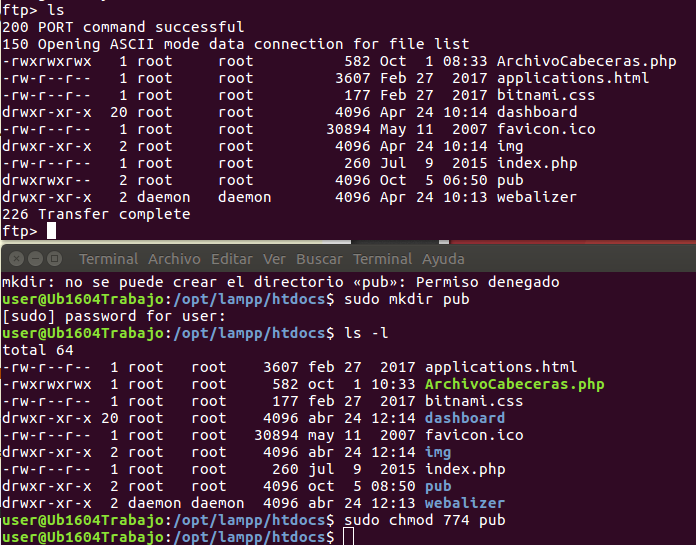 ftp> ls
200 PORT command successful
150 Opening ASCII mode data connection for file list
-rwxrwxrwx   1 root     root          582 Oct  1 08:33 ArchivoCabeceras.php
-rw-r--r--   1 root     root         3607 Feb 27  2017 applications.html
-rw-r--r--   1 root     root          177 Feb 27  2017 bitnami.css
drwxr-xr-x  20 root     root         4096 Apr 24 10:14 dashboard
-rw-r--r--   1 root     root        30894 May 11  2007 favicon.ico
drwxr-xr-x   2 root     root         4096 Apr 24 10:14 img
-rw-r--r--   1 root     root          260 Jul  9  2015 index.php
drwxrwxr--   2 root     root         4096 Oct  5 06:50 pub
drwxr-xr-x   2 daemon   daemon       4096 Apr 24 10:13 webalizer
226 Transfer complete
ftp>
Terminal Archivo Editar Ver Buscar Terminal Ayuda
mkdir: no se puede crear el directorio «pub»: Permiso denegado
user@Ub1604Trabajo:/opt/lampp/htdocs$ sudo mkdir pub
[sudo] password for user:
user@Ub1604Trabajo:/opt/lampp/htdocs$ ls -l
total 64
-rw-r--r--  1 root   root    3607 feb 27  2017 applications.html
-rwxrwxrwx  1 root   root     582 oct  1 10:33 ArchivoCabeceras.php
-rw-r--r--  1 root   root     177 feb 27  2017 bitnami.css
drwxr-xr-x 20 root   root    4096 abr 24 12:14 dashboard
-rw-r--r--  1 root   root   30894 may 11  2007 favicon.ico
drwxr-xr-x  2 root   root    4096 abr 24 12:14 img
-rw-r--r--  1 root   root     260 jul  9  2015 index.php
drwxr-xr-x  2 root   root    4096 oct  5 08:50 pub
drwxr-xr-x  2 daemon daemon  4096 abr 24 12:13 webalizer
user@Ub1604Trabajo:/opt/lampp/htdocs$ sudo chmod 774 pub
user@Ub1604Trabajo:/opt/lampp/htdocs$